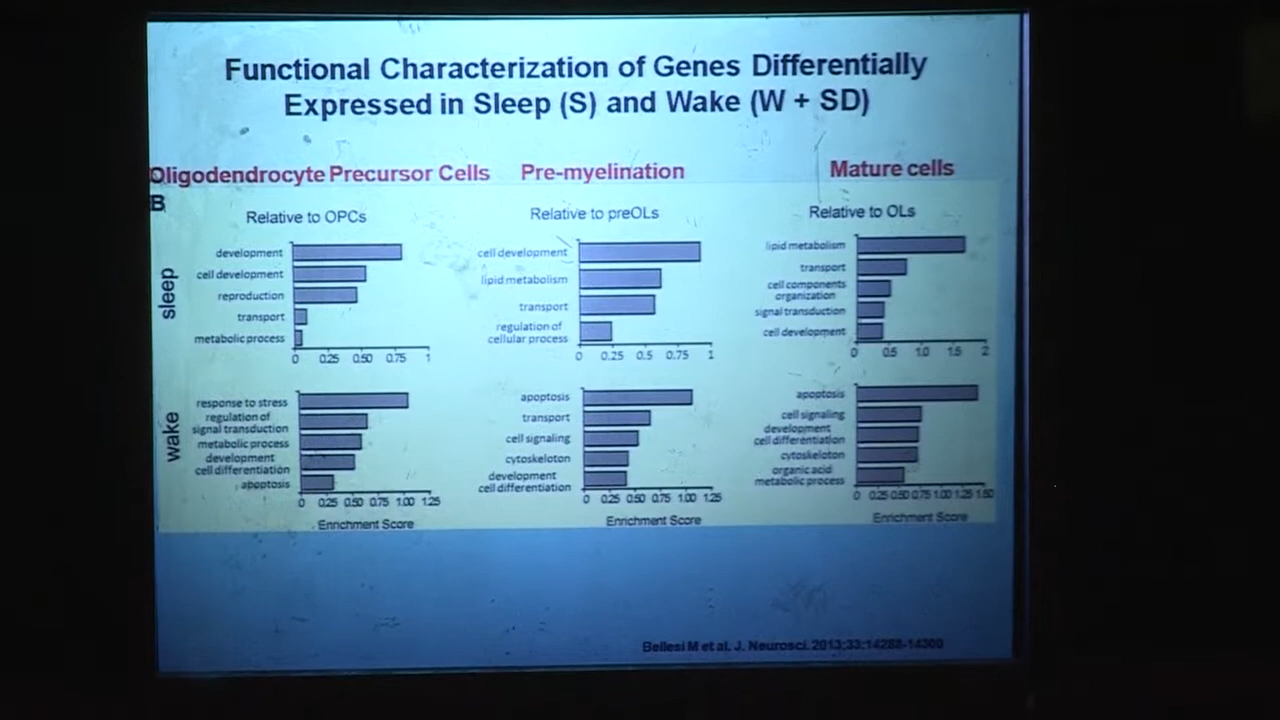 Functional Characterization of Genes Differentially
Expressed in Sleep (S) and Wake (W + SD)
Oligodendrocyte Precursor Cells
Pre-myelination
Mature cells
B
Relative to OPCs
Relative to preOLs
Relative to OLs
sleep
development
cell development
reproduction
transport
metabolic process
0 0.25 0.50 0.75 1
cell development
lipid metabolism
transport
regulation of
cellular process
0 0.25 0.5 0.75 1
lipid metabolism
transport
cell components
organization
signal transduction
cell development
0 0.5 1.0 1.5 2
wake
response to stress
regulation of
signal transduction
metabolic process
development
cell differentiation
apoptosis
0 0.25 0.50 0.75 1.00 1.25
Enrichment Score
apoptosis
transport
cell signaling
cytoskeloton
development
cell differentiation
0 0.25 0.50 0.75 1.00 1.25
Enrichment Score
apoptosis
cell signaling
development
cell differentiation
cytoskeloton
organic acid
metabolic process
0 0.25 0.50 0.75 1.00 1.25 1.50
Enrichment Score
Bellesi M et al. J. Neurosci. 2013;33:14288-14300